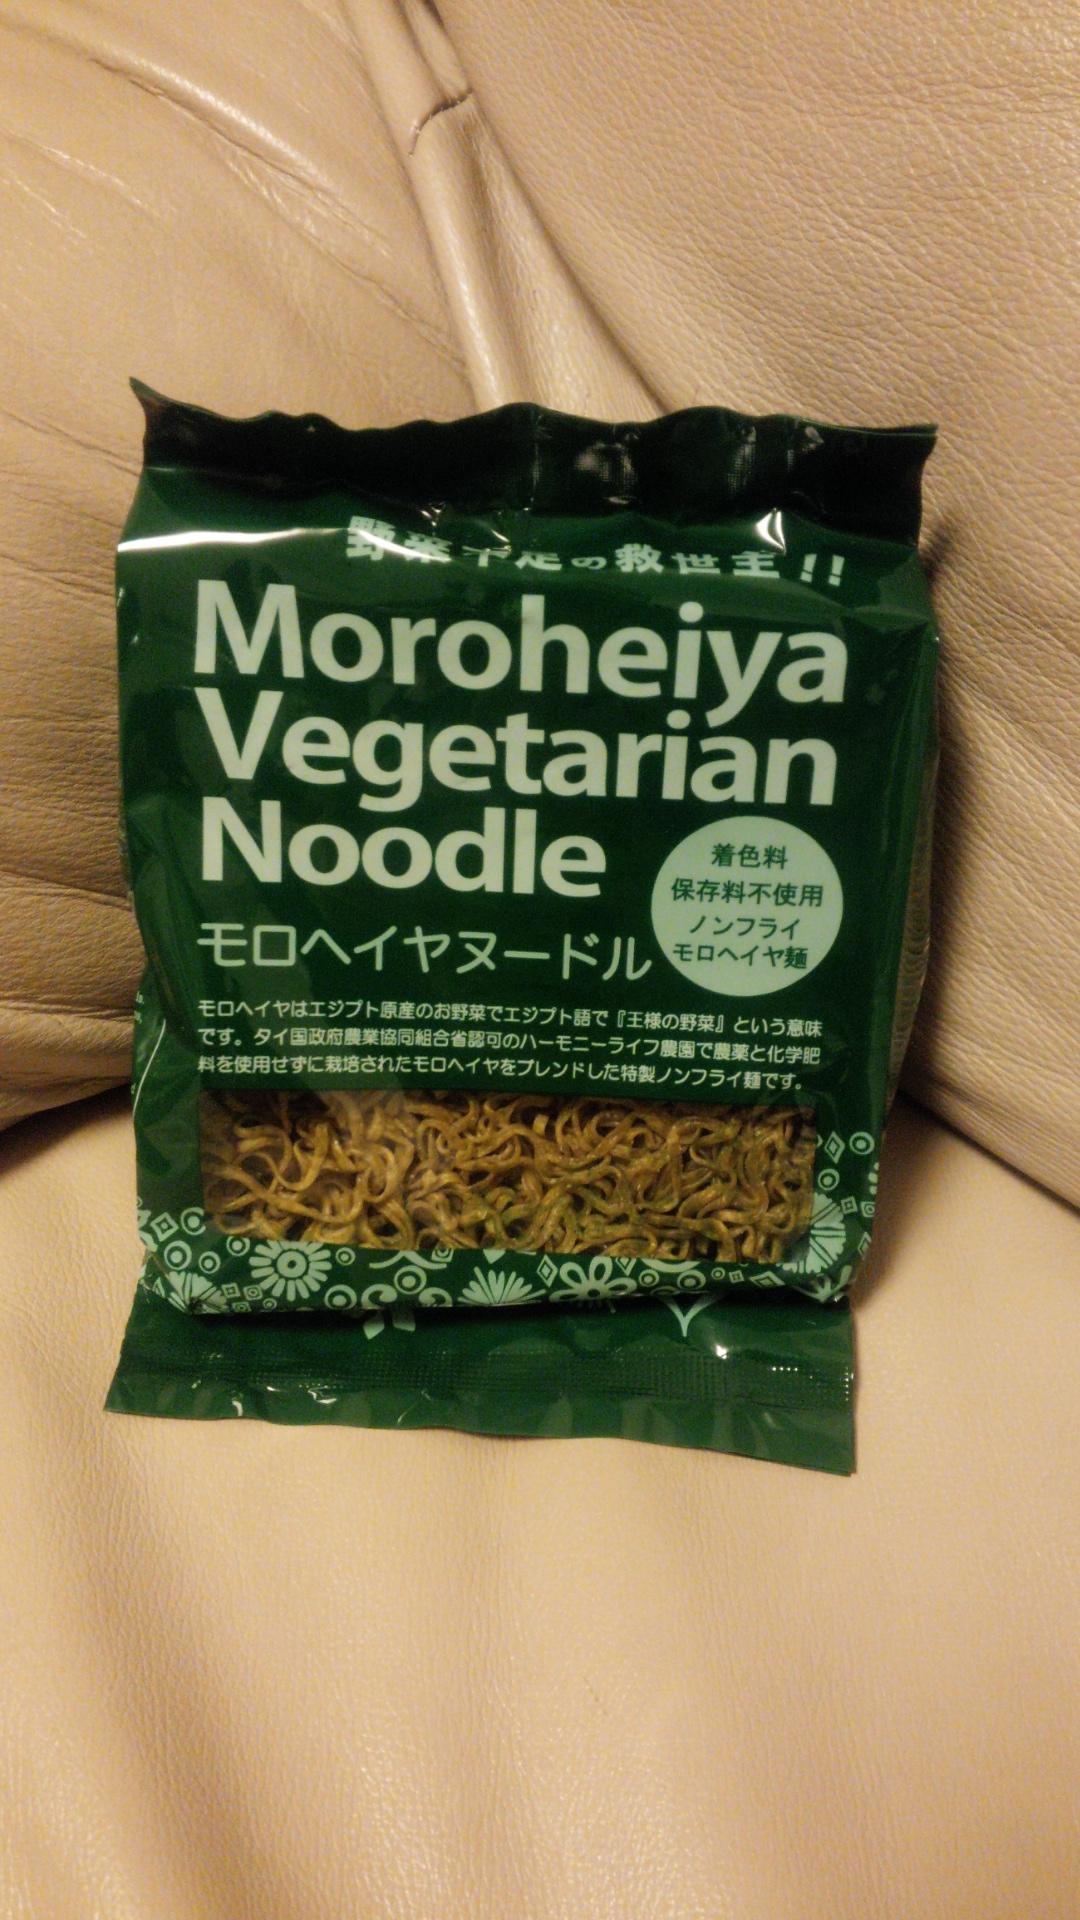 野菜不足の救世主!!
Moroheiya
Vegetarian
Noodle
着色料
保存料不使用
ノンフライ
モロヘイヤ麺
モロヘイヤヌードル
モロヘイヤはエジプト原産のお野菜でエジプト語で『王様の野菜』という意味
です。タイ国政府農業協同組合省認可のハーモニーライフ農園で農薬と化学肥
料を使用せずに栽培されたモロヘイヤをブレンドした特製ノンフライ麺です。